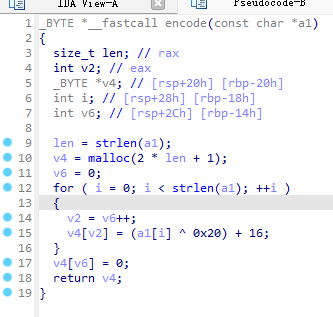 IDA View-A Pseudocode-B
1 _BYTE *__fastcall encode(const char *a1)
2 {
3 size_t len; // rax
4 int v2; // eax
5 _BYTE *v4; // [rsp+20h] [rbp-20h]
6 int i; // [rsp+28h] [rbp-18h]
7 int v6; // [rsp+2Ch] [rbp-14h]
8
9 len = strlen(a1);
10 v4 = malloc(2 * len + 1);
11 v6 = 0;
12 for ( i = 0; i < strlen(a1); ++i )
13 {
14 v2 = v6++;
15 v4[v2] = (a1[i] ^ 0x20) + 16;
16 }
17 v4[v6] = 0;
18 return v4;
19 }